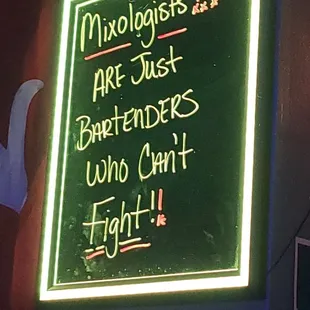 Mixologists...
ARE Just
BARTENDERS
who CAN'T
Fight!!